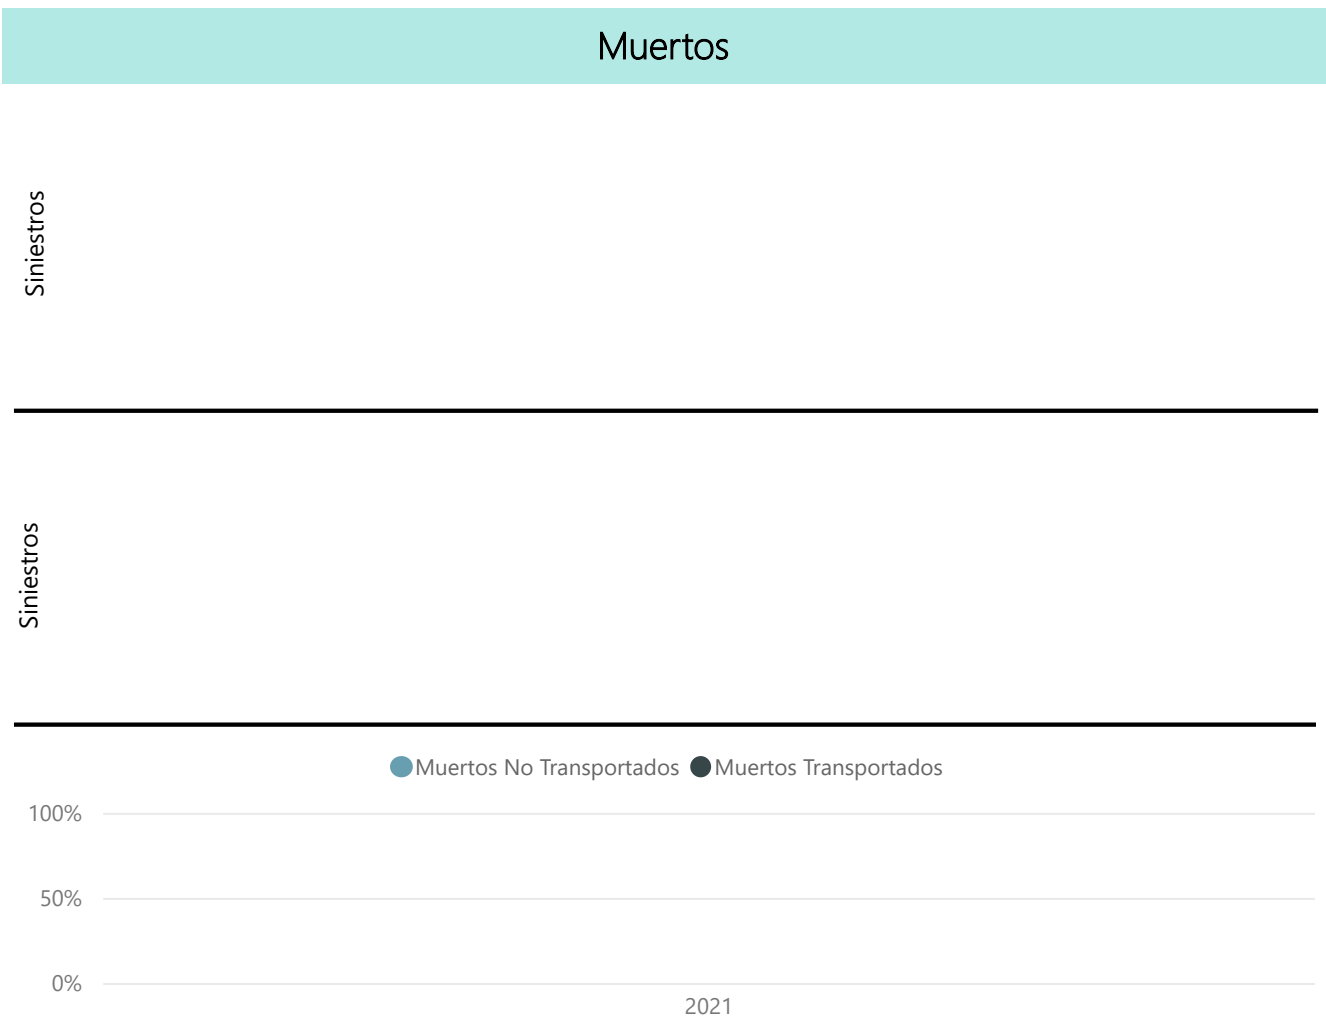 Muertos
Siniestros
Siniestros
Muertos No Transportados Muertos Transportados
100%
50%
0%
2021